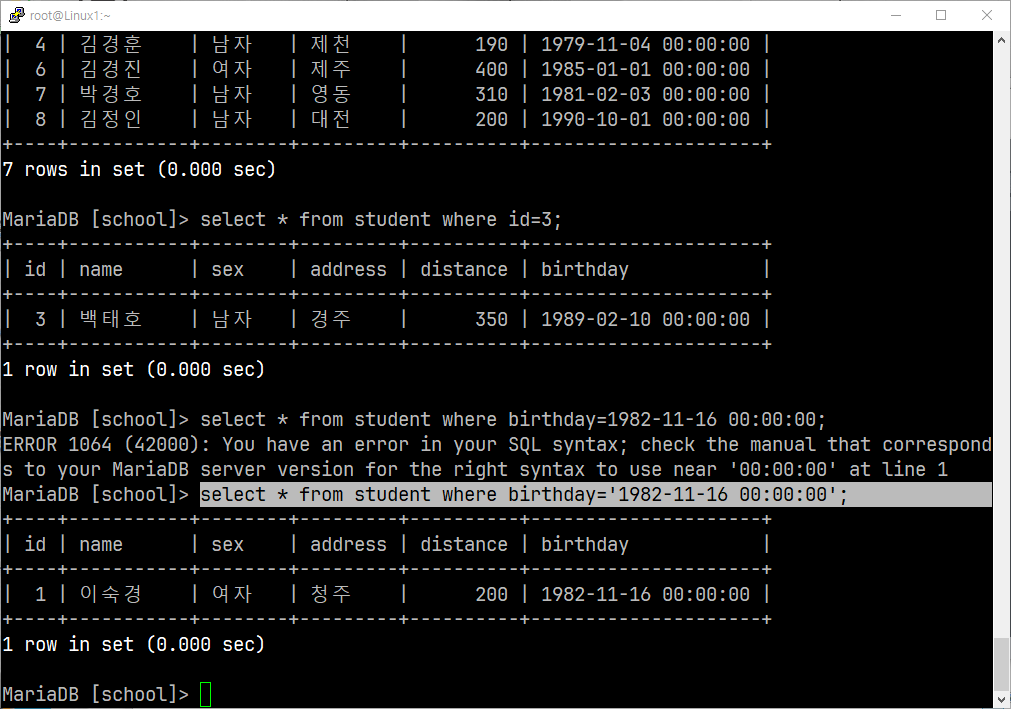 root@Linux1:~
|  4 | 김경훈    | 남자   | 제천    |      190 | 1979-11-04 00:00:00 |
|  6 | 김경진    | 여자   | 제주    |      400 | 1985-01-01 00:00:00 |
|  7 | 박경호    | 남자   | 영동    |      310 | 1981-02-03 00:00:00 |
|  8 | 김정인    | 남자   | 대전    |      200 | 1990-10-01 00:00:00 |
+----+-----------+--------+---------+----------+---------------------+
7 rows in set (0.000 sec)
MariaDB [school]> select * from student where id=3;
+----+-----------+--------+---------+----------+---------------------+
| id | name      | sex    | address | distance | birthday            |
+----+-----------+--------+---------+----------+---------------------+
|  3 | 백태호    | 남자   | 경주    |      350 | 1989-02-10 00:00:00 |
+----+-----------+--------+---------+----------+---------------------+
1 row in set (0.000 sec)
MariaDB [school]> select * from student where birthday=1982-11-16 00:00:00;
ERROR 1064 (42000): You have an error in your SQL syntax; check the manual that correspond
s to your MariaDB server version for the right syntax to use near '00:00:00' at line 1
MariaDB [school]> select * from student where birthday='1982-11-16 00:00:00';
+----+-----------+--------+---------+----------+---------------------+
| id | name      | sex    | address | distance | birthday            |
+----+-----------+--------+---------+----------+---------------------+
|  1 | 이숙경    | 여자   | 청주    |      200 | 1982-11-16 00:00:00 |
+----+-----------+--------+---------+----------+---------------------+
1 row in set (0.000 sec)
MariaDB [school]>